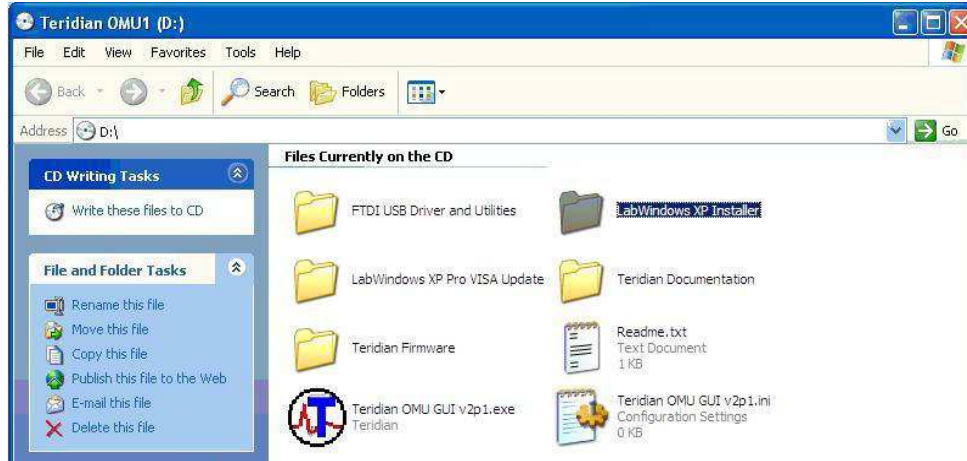 Teridian OMU1 (D:)
File Edit View Favorites Tools Help
Back Search Folders
Address D:\ Go
CD Writing Tasks
Write these files to CD
File and Folder Tasks
Rename this file
Move this file
Copy this file
Publish this file to the Web
E-mail this file
Delete this file
Files Currently on the CD
FTDI USB Driver and Utilities
LabWindows XP Installer
LabWindows XP Pro VISA Update
Teridian Documentation
Teridian Firmware
Readme.txt
Text Document
1 KB
Teridian OMU GUI v2p1.exe
Teridian
Teridian OMU GUI v2p1.ini
Configuration Settings
0 KB